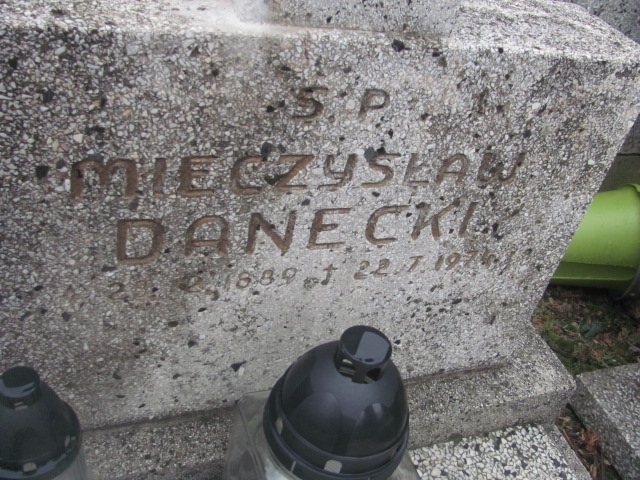 S. P
MIECZYSŁAW
DANECKI
1889 † 22.7.